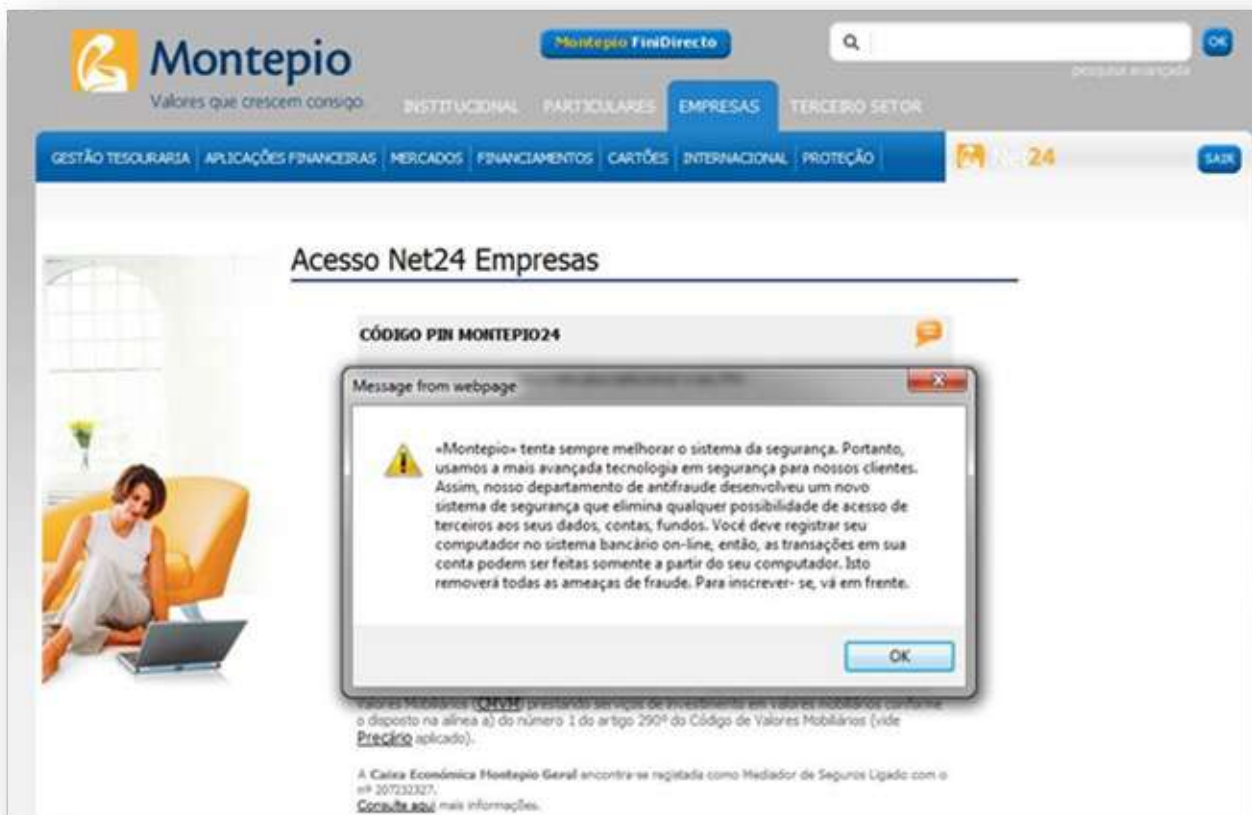 Montepio
Valores que crescem consigo.
Montepio FiniDirecto
OK
pesquisa avançada
INSTITUCIONAL PARTICULARES EMPRESAS TERCEIRO SETOR
GESTÃO TESOURARIA APLICAÇÕES FINANCEIRAS MERCADOS FINANCIAMENTOS CARTÕES INTERNACIONAL PROTEÇÃO
Net24
SAIR
Acesso Net24 Empresas
CÓDIGO PIN MONTEPIO24
Message from webpage
«Montepio» tenta sempre melhorar o sistema da segurança. Portanto,
usamos a mais avançada tecnologia em segurança para nossos clientes.
Assim, nosso departamento de antifraude desenvolveu um novo
sistema de segurança que elimina qualquer possibilidade de acesso de
terceiros aos seus dados, contas, fundos. Você deve registrar seu
computador no sistema bancário on-line, então, as transações em sua
conta podem ser feitas somente a partir do seu computador. Isto
removerá todas as ameaças de fraude. Para inscrever- se, vá em frente.
OK
Valores Mobiliários (CMVM) prestando serviços de investimento em valores mobiliários conforme
o disposto na alínea a) do número 1 do artigo 290º do Código de Valores Mobiliários (vide
Preçário aplicado).
A Caixa Económica Montepio Geral encontra-se registada como Mediador de Seguros Ligado com o
nº 207232327.
Consulte aqui mais informações.